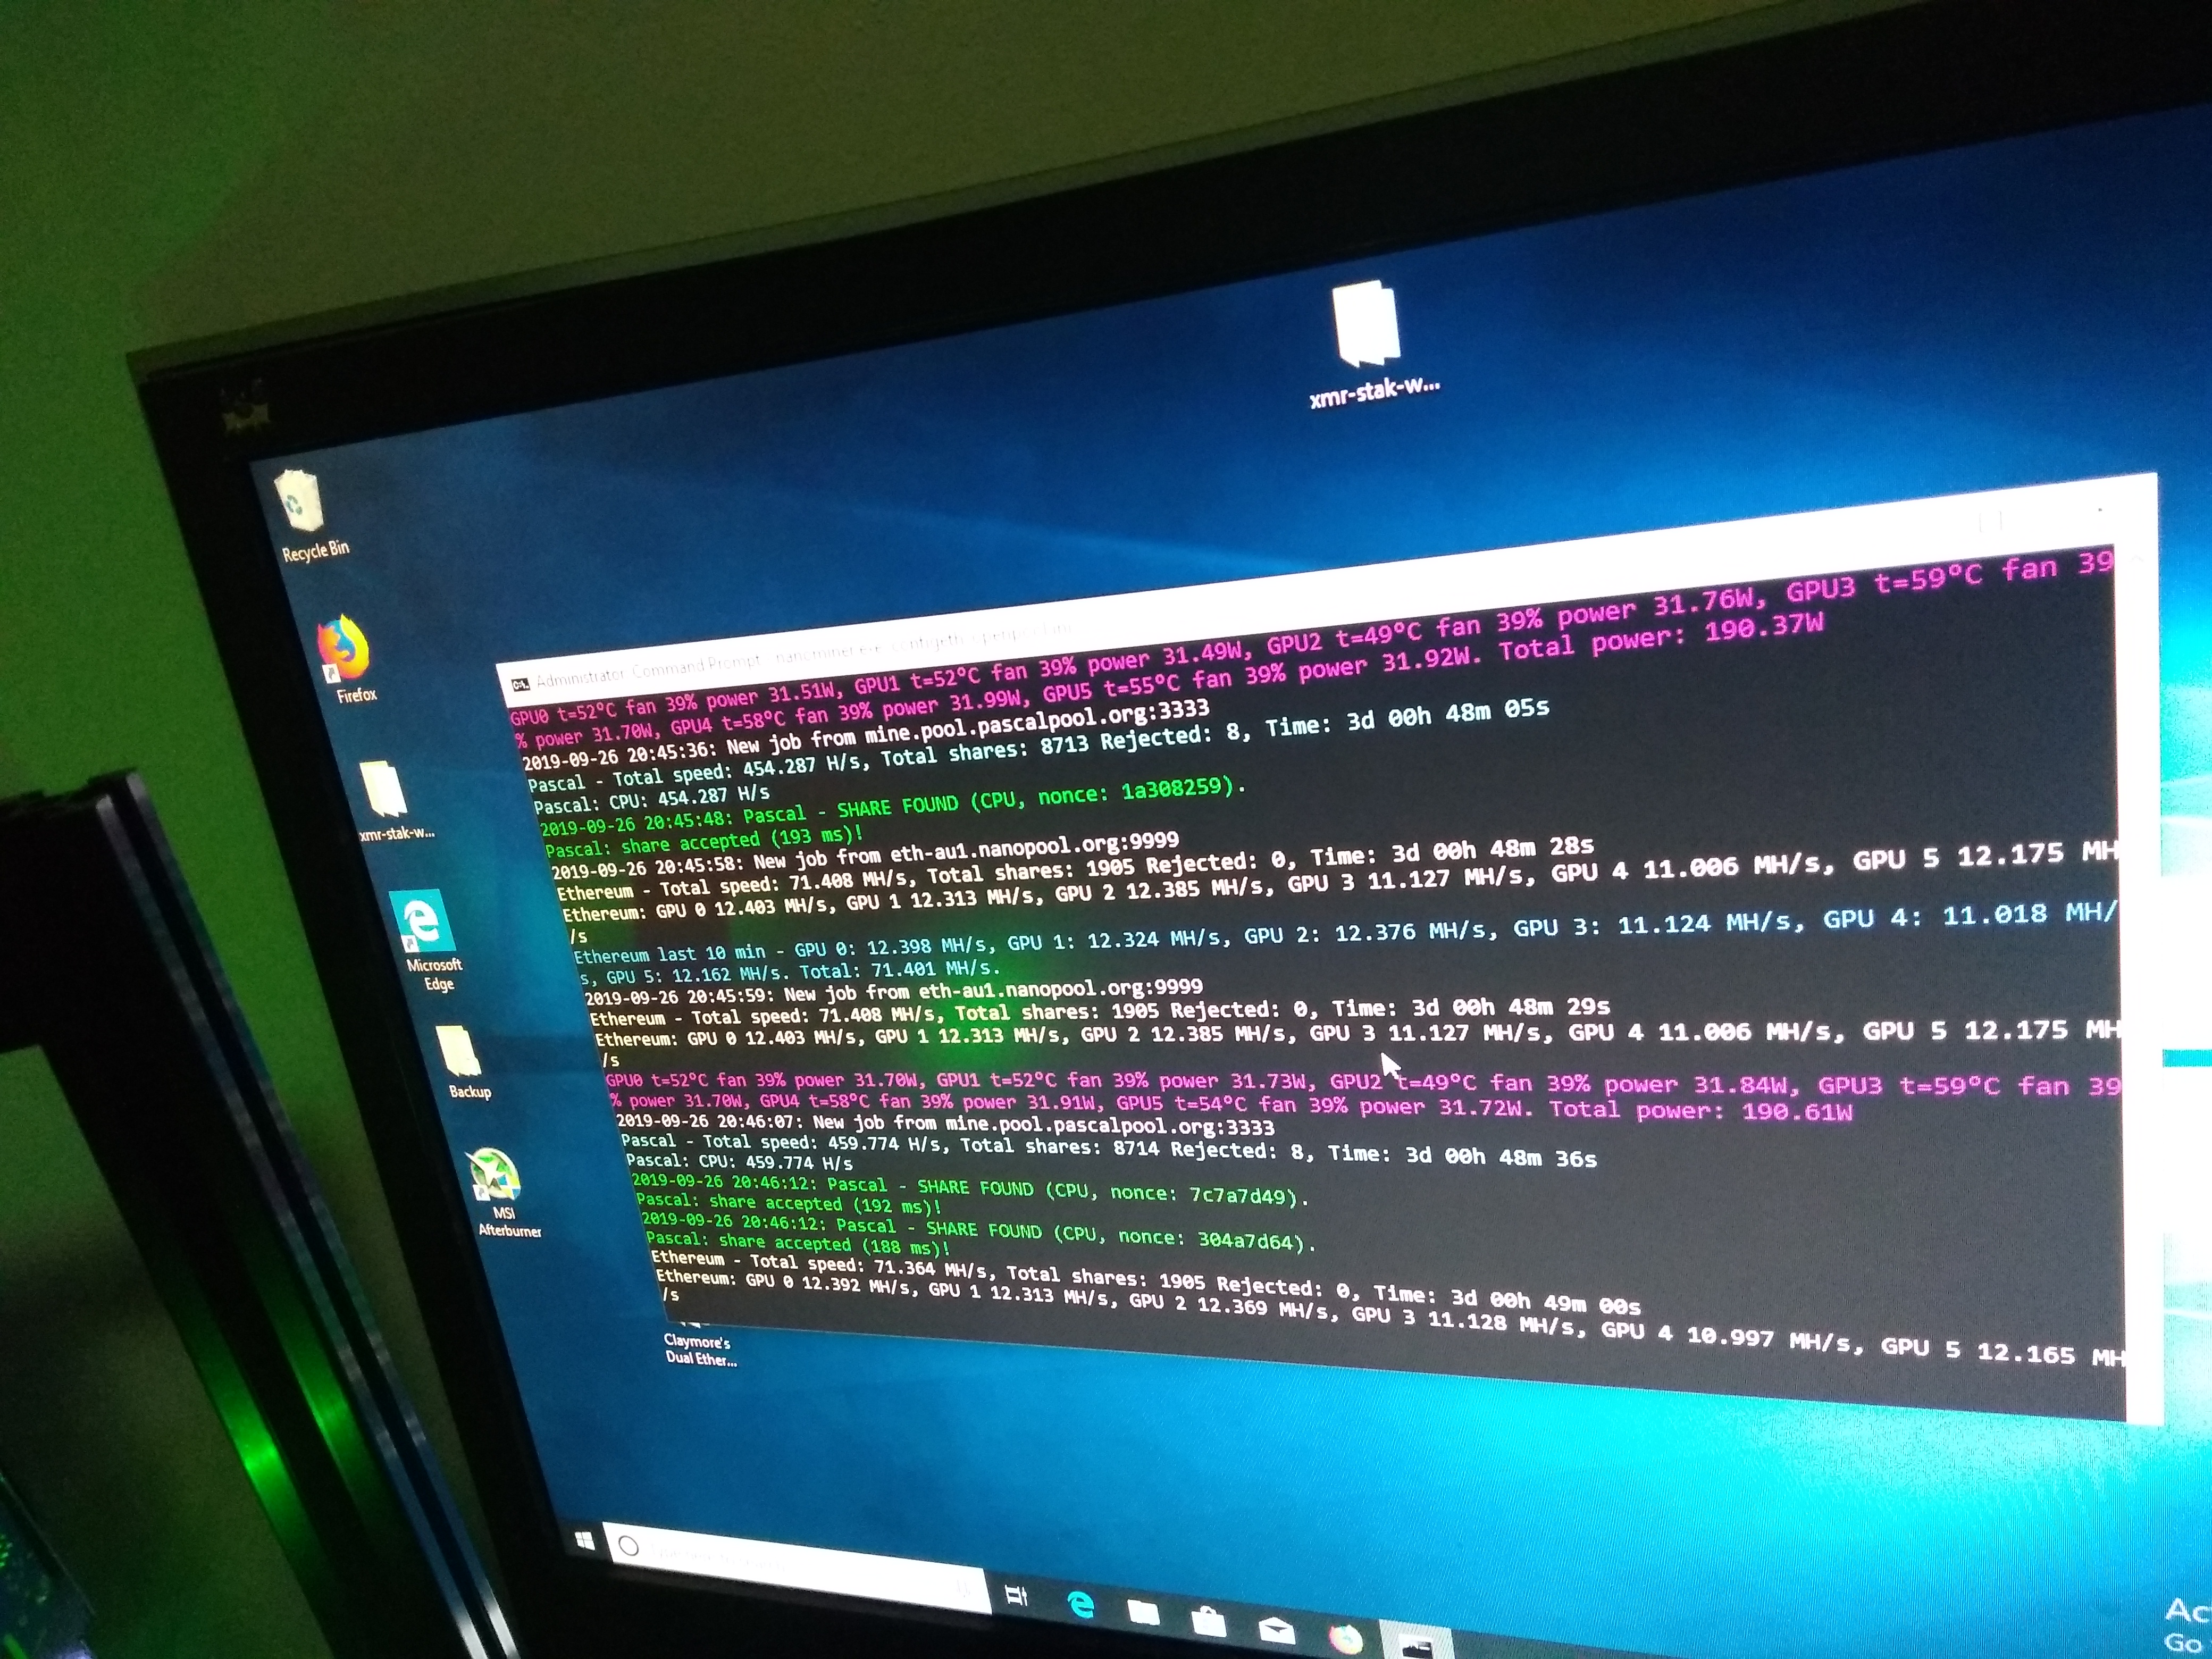 xmr-stak-w...
Recycle Bin
Firefox
xmr-stak-w...
Microsoft
Edge
Backup
MSI
Afterburner
Administrator: Command Prompt
GPU0 t=52°C fan 39% power 31.51W, GPU1 t=52°C fan 39% power 31.49W, GPU2 t=49°C fan 39% power 31.76W, GPU3 t=59°C fan 39
% power 31.70W, GPU4 t=58°C fan 39% power 31.99W, GPU5 t=55°C fan 39% power 31.92W. Total power: 190.37W
2019-09-26 20:45:36: New job from mine.pool.pascalpool.org:3333
Pascal - Total speed: 454.287 H/s, Total shares: 8713 Rejected: 8, Time: 3d 00h 48m 05s
Pascal: CPU: 454.287 H/s
2019-09-26 20:45:48: Pascal - SHARE FOUND (CPU, nonce: 1a308259).
Pascal: share accepted (193 ms)!
2019-09-26 20:45:58: New job from eth-au1.nanopool.org:9999
Ethereum - Total speed: 71.408 MH/s, Total shares: 1905 Rejected: 0, Time: 3d 00h 48m 28s
Ethereum: GPU 0 12.403 MH/s, GPU 1 12.313 MH/s, GPU 2 12.385 MH/s, GPU 3 11.127 MH/s, GPU 4 11.006 MH/s, GPU 5 12.175 MH
/s
Ethereum last 10 min - GPU 0: 12.398 MH/s, GPU 1: 12.324 MH/s, GPU 2: 12.376 MH/s, GPU 3: 11.124 MH/s, GPU 4: 11.018 MH/
s, GPU 5: 12.162 MH/s. Total: 71.401 MH/s.
2019-09-26 20:45:59: New job from eth-au1.nanopool.org:9999
Ethereum - Total speed: 71.408 MH/s, Total shares: 1905 Rejected: 0, Time: 3d 00h 48m 29s
Ethereum: GPU 0 12.403 MH/s, GPU 1 12.313 MH/s, GPU 2 12.385 MH/s, GPU 3 11.127 MH/s, GPU 4 11.006 MH/s, GPU 5 12.175 MH
/s
GPU0 t=52°C fan 39% power 31.70W, GPU1 t=52°C fan 39% power 31.73W, GPU2 t=49°C fan 39% power 31.84W, GPU3 t=59°C fan 39
% power 31.70W, GPU4 t=58°C fan 39% power 31.91W, GPU5 t=54°C fan 39% power 31.72W. Total power: 190.61W
2019-09-26 20:46:07: New job from mine.pool.pascalpool.org:3333
Pascal - Total speed: 459.774 H/s, Total shares: 8714 Rejected: 8, Time: 3d 00h 48m 36s
Pascal: CPU: 459.774 H/s
2019-09-26 20:46:12: Pascal - SHARE FOUND (CPU, nonce: 7c7a7d49).
Pascal: share accepted (192 ms)!
2019-09-26 20:46:12: Pascal - SHARE FOUND (CPU, nonce: 304a7d64).
Pascal: share accepted (188 ms)!
Ethereum - Total speed: 71.364 MH/s, Total shares: 1905 Rejected: 0, Time: 3d 00h 49m 00s
Ethereum: GPU 0 12.392 MH/s, GPU 1 12.313 MH/s, GPU 2 12.369 MH/s, GPU 3 11.128 MH/s, GPU 4 10.997 MH/s, GPU 5 12.165 MH
/s
Claymore's
Dual Ether...
Ac
Go